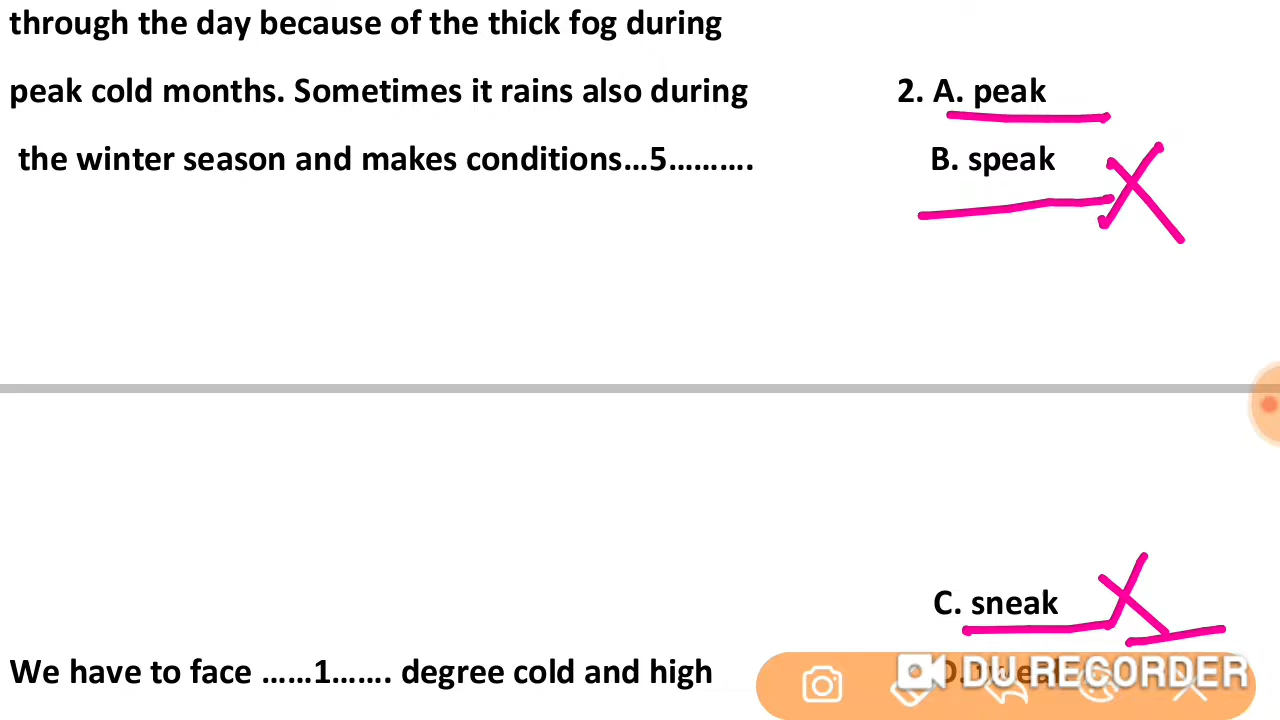 through the day because of the thick fog during
peak cold months. Sometimes it rains also during
the winter season and makes conditions...5..........
2. A. peak
B. speak
C. sneak
We have to face ......1....... degree cold and high
D.
DU RECORDER